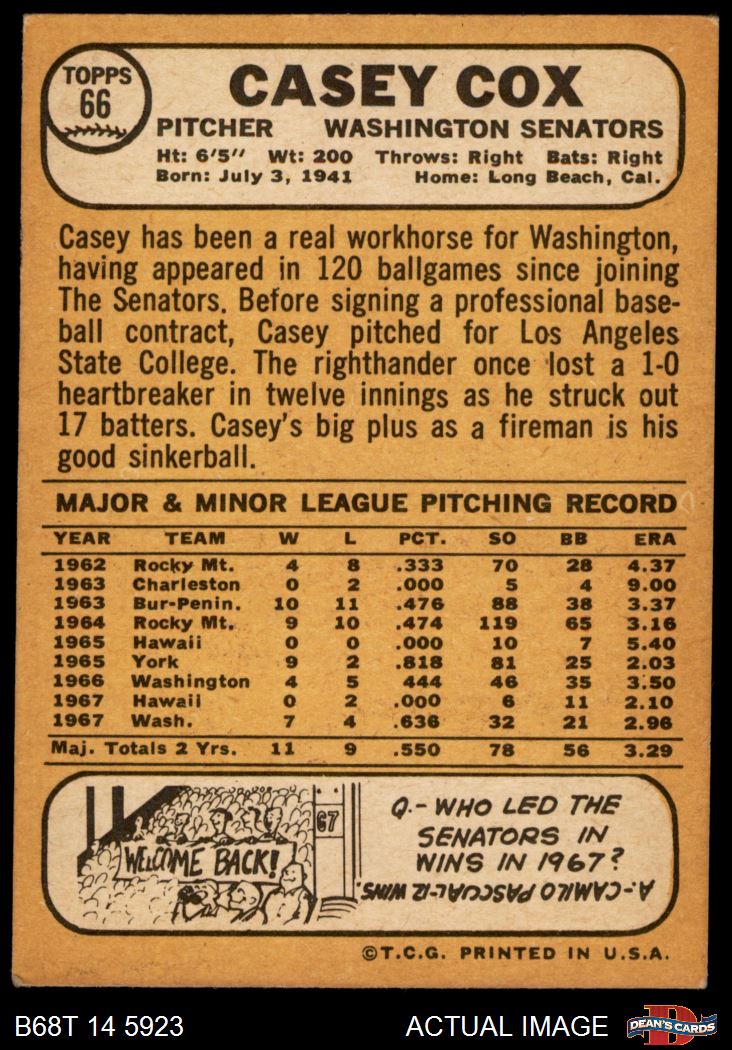 TOPPS
66
CASEY COX
PITCHER WASHINGTON SENATORS
Ht: 6'5" Wt: 200 Throws: Right Bats: Right
Born: July 3, 1941 Home: Long Beach, Cal.
Casey has been a real workhorse for Washington,
having appeared in 120 ballgames since joining
The Senators. Before signing a professional base-
ball contract, Casey pitched for Los Angeles
State College. The righthander once lost a 1-0
heartbreaker in twelve innings as he struck out
17 batters. Casey's big plus as a fireman is his
good sinkerball.
MAJOR & MINOR LEAGUE PITCHING RECORD
YEAR TEAM W L PCT. SO BB ERA
1962 Rocky Mt. 4 8 .333 70 28 4.37
1963 Charleston 0 2 .000 5 4 9.00
1963 Bur-Penin. 10 11 .476 88 38 3.37
1964 Rocky Mt. 9 10 .474 119 65 3.16
1965 Hawaii 0 0 .000 10 7 5.40
1965 York 9 2 .818 81 25 2.03
1966 Washington 4 5 444 46 35 3.50
1967 Hawaii 0 2 .000 6 11 2.10
1967 Wash. 7 4 .636 32 21 2.96
Maj. Totals 2 Yrs. 11 9 .550 78 56 3.29
WELCOME BACK!
67
Q.- WHO LED THE
SENATORS IN
WINS IN 1967?
A.- CAMILO PASCUAL-12 WINS.
©T.C.G. PRINTED IN U.S.A.
B68T 14 5923 ACTUAL IMAGE
D
DEAN'S CARDS